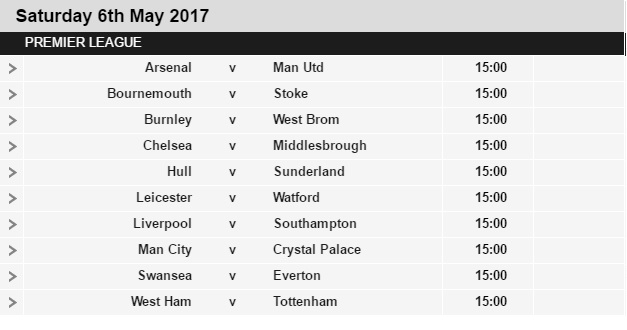 Saturday 6th May 2017
PREMIER LEAGUE
Arsenal v Man Utd 15:00
Bournemouth v Stoke 15:00
Burnley v West Brom 15:00
Chelsea v Middlesbrough 15:00
Hull v Sunderland 15:00
Leicester v Watford 15:00
Liverpool v Southampton 15:00
Man City v Crystal Palace 15:00
Swansea v Everton 15:00
West Ham v Tottenham 15:00